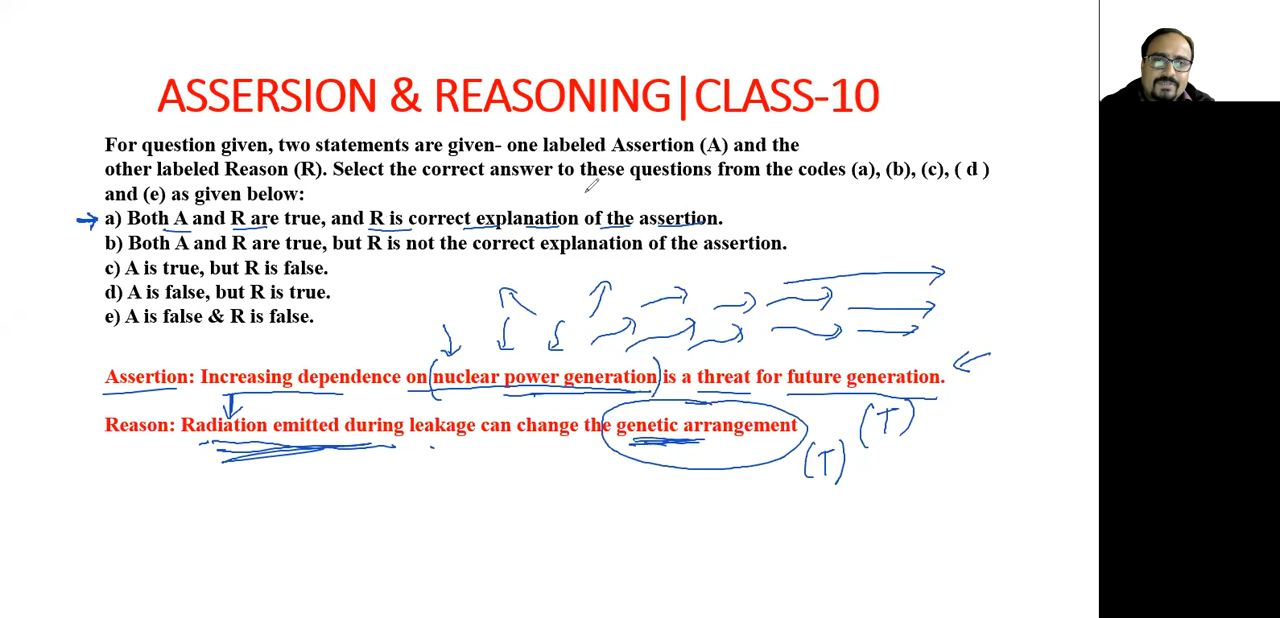 ASSERSION & REASONING|CLASS-10
For question given, two statements are given- one labeled Assertion (A) and the
other labeled Reason (R). Select the correct answer to these questions from the codes (a), (b), (c), ( d )
and (e) as given below:
a) Both A and R are true, and R is correct explanation of the assertion.
b) Both A and R are true, but R is not the correct explanation of the assertion.
c) A is true, but R is false.
d) A is false, but R is true.
e) A is false & R is false.
Assertion: Increasing dependence on (nuclear power generation) is a threat for future generation.
(T)
Reason: Radiation emitted during leakage can change the genetic arrangement
(T)